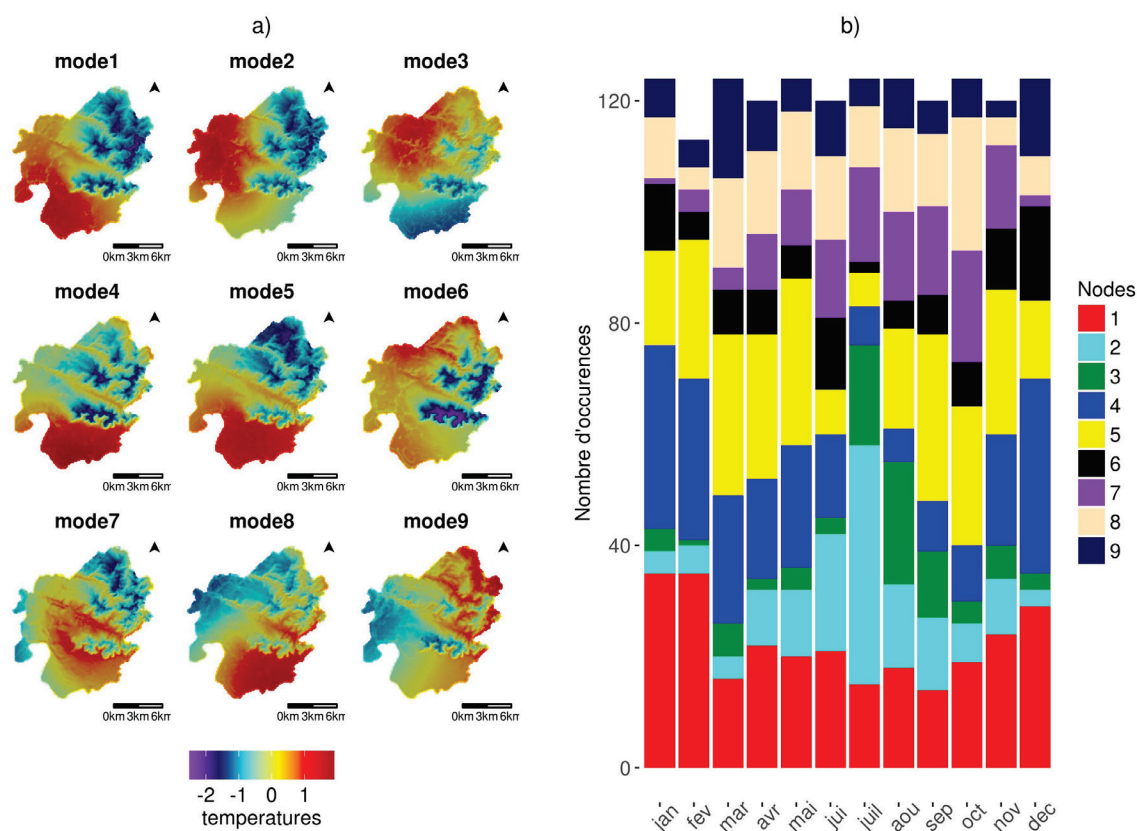 a)
mode1 mode2 mode3
0km 3km 6km 0km 3km 6km 0km 3km 6km
mode4 mode5 mode6
0km 3km 6km 0km 3km 6km 0km 3km 6km
mode7 mode8 mode9
0km 3km 6km 0km 3km 6km 0km 3km 6km
-2 -1 0 1
temperatures
b)
Nombre d'occurences
120
80
40
0
jan fev mar avr mai jui juil aou sep oct nov dec
Nodes
1
2
3
4
5
6
7
8
9